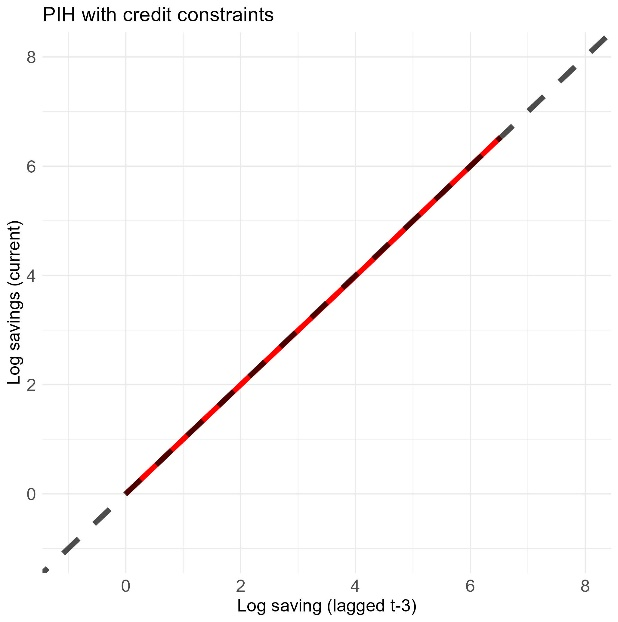 PIH with credit constraints
Log savings (current)
8
6
4
2
0
0 2 4 6 8
Log saving (lagged t-3)